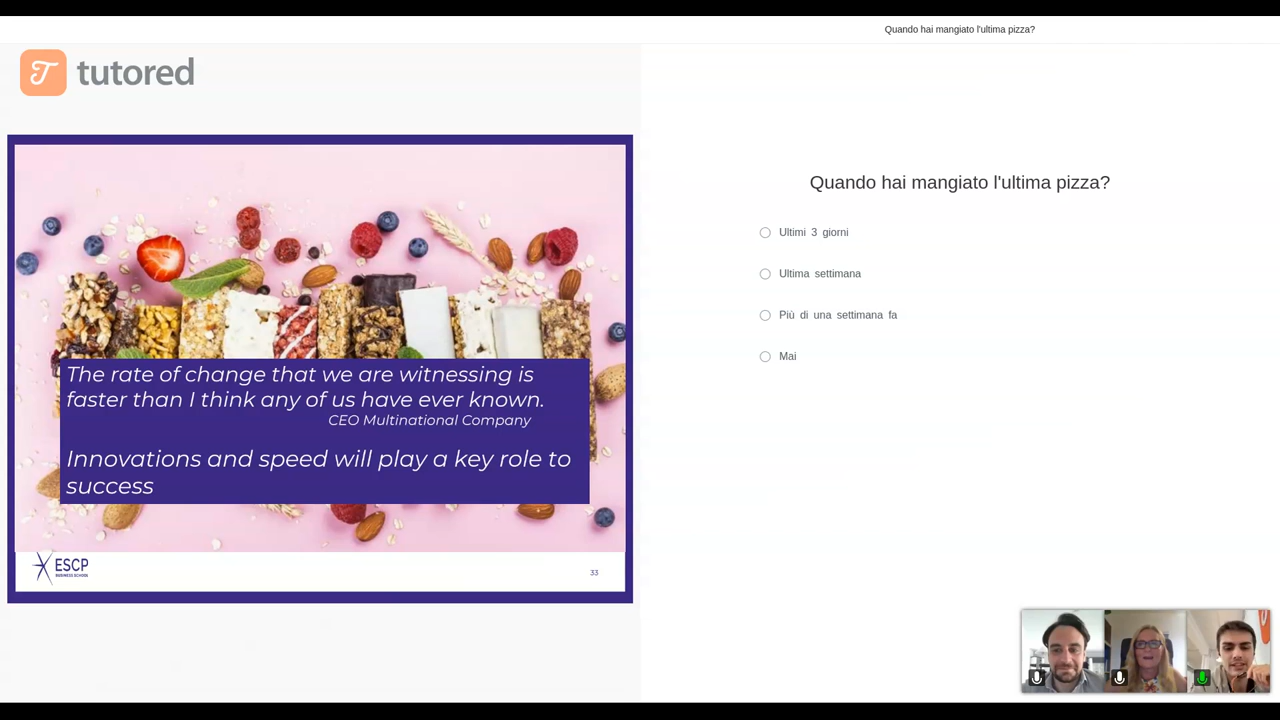 Quando hai mangiato l'ultima pizza?
tutored
The rate of change that we are witnessing is
faster than I think any of us have ever known.
CEO Multinational Company
Innovations and speed will play a key role to
success
ESCP
BUSINESS SCHOOL
33
Quando hai mangiato l'ultima pizza?
Ultimi 3 giorni
Ultima settimana
Più di una settimana fa
Mai